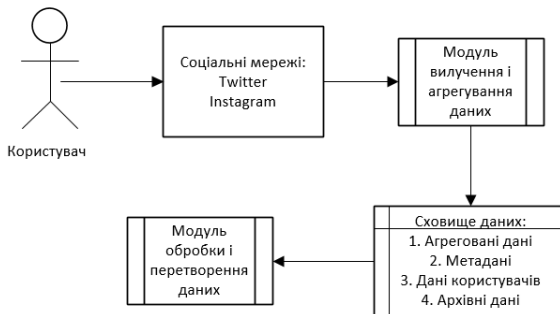 Користувач
Соціальні мережі:
Twitter
Instagram
Модуль
вилучення і
агрегування
даних
Сховище даних:
1. Агреговані дані
2. Метадані
3. Дані користувачів
4. Архівні дані
Модуль
обробки і
перетворення
даних